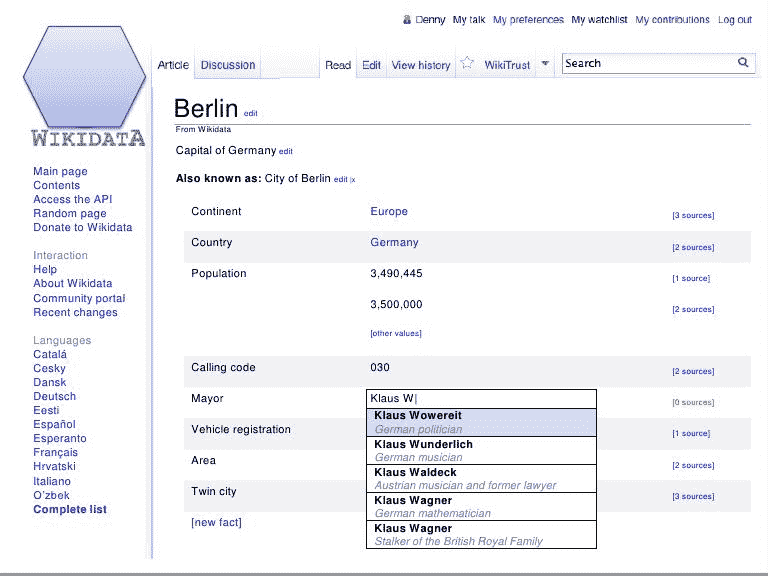 Denny My talk My preferences My watchlist My contributions Log out
Article Discussion Read Edit View history WikiTrust Search
WIKIDATA
Berlin edit
From Wikidata
Capital of Germany edit
Also known as: City of Berlin edit |x
Main page
Contents
Access the API
Random page
Donate to Wikidata
Interaction
Help
About Wikidata
Community portal
Recent changes
Languages
Catalá
Cesky
Dansk
Deutsch
Eesti
Español
Esperanto
Français
Hrvatski
Italiano
O'zbek
Complete list
Continent Europe [3 sources]
Country Germany [2 sources]
Population 3,490,445 [1 source]
3,500,000 [2 sources]
[other values]
Calling code 030 [2 sources]
Mayor Klaus W| [0 sources]
Klaus Wowereit
German politician
Vehicle registration [1 source]
Klaus Wunderlich
German musician
Area [2 sources]
Klaus Waldeck
Austrian musician and former lawyer
Twin city [3 sources]
Klaus Wagner
German mathematician
Klaus Wagner
Stalker of the British Royal Family
[new fact]